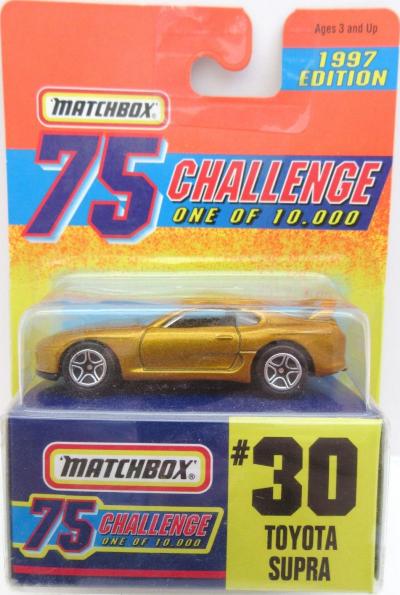 Ages 3 and Up
1997
EDITION
MATCHBOX®
75 CHALLENGE
ONE OF 10.000
MATCHBOX®
75 CHALLENGE
ONE OF 10.000
#30
TOYOTA
SUPRA